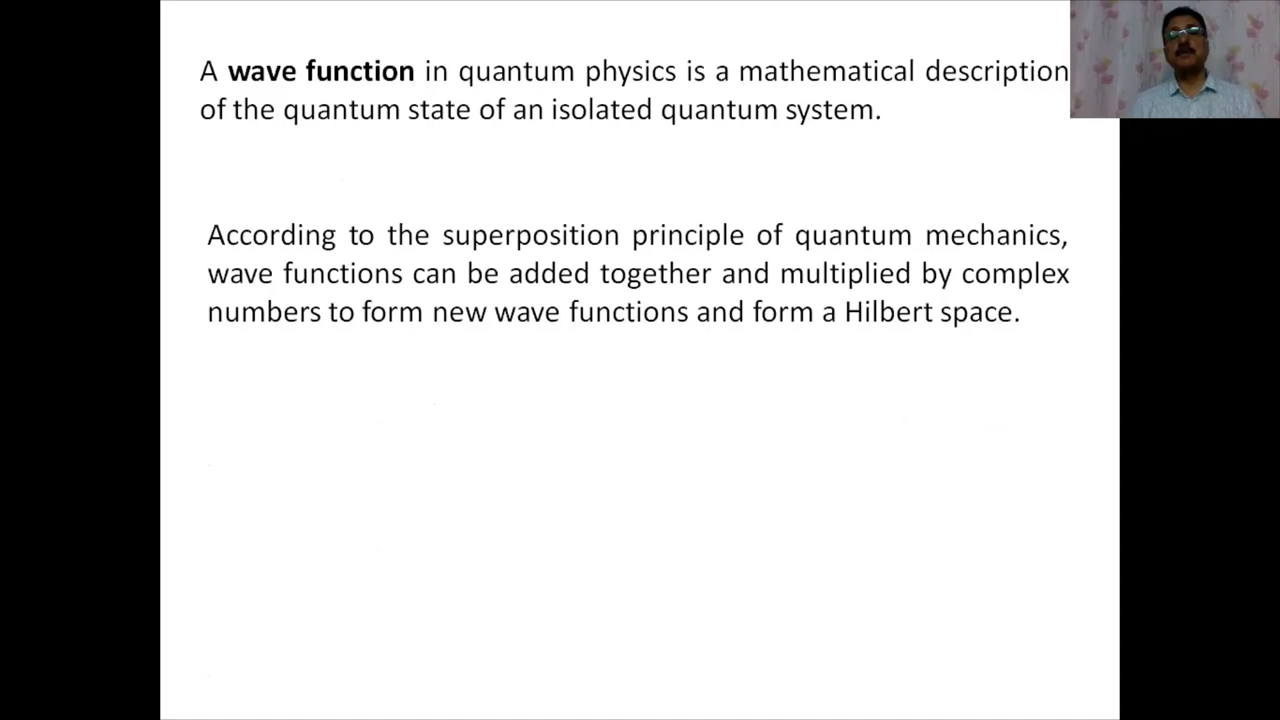 A wave function in quantum physics is a mathematical description
of the quantum state of an isolated quantum system.
According to the superposition principle of quantum mechanics,
wave functions can be added together and multiplied by complex
numbers to form new wave functions and form a Hilbert space.